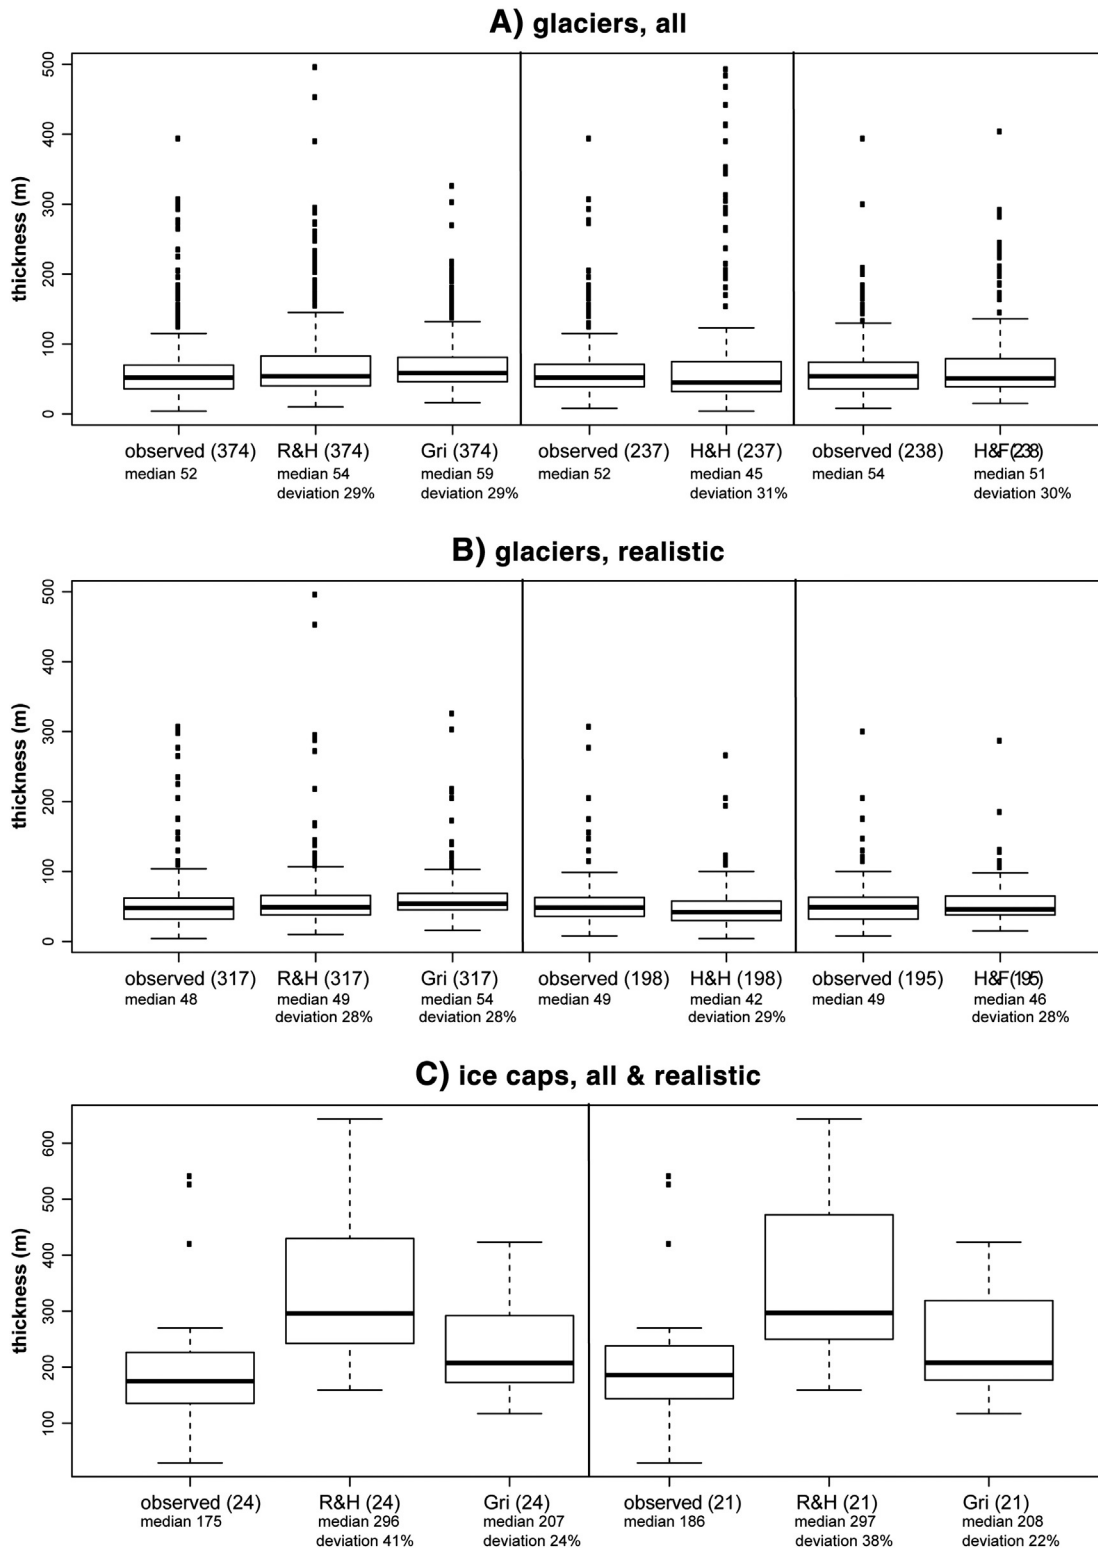 A) glaciers, all
thickness (m)
500
400
300
200
100
0
observed (374) R&H (374) Gri (374) observed (237) H&H (237) observed (238) H&F (238)
median 52 median 54 median 59 median 52 median 45 median 54 median 51
deviation 29% deviation 29% deviation 31% deviation 30%
B) glaciers, realistic
thickness (m)
500
400
300
200
100
0
observed (317) R&H (317) Gri (317) observed (198) H&H (198) observed (195) H&F (195)
median 48 median 49 median 54 median 49 median 42 median 49 median 46
deviation 28% deviation 28% deviation 29% deviation 28%
C) ice caps, all & realistic
thickness (m)
600
500
400
300
200
100
observed (24) R&H (24) Gri (24) observed (21) R&H (21) Gri (21)
median 175 median 296 median 207 median 186 median 297 median 208
deviation 41% deviation 24% deviation 38% deviation 22%